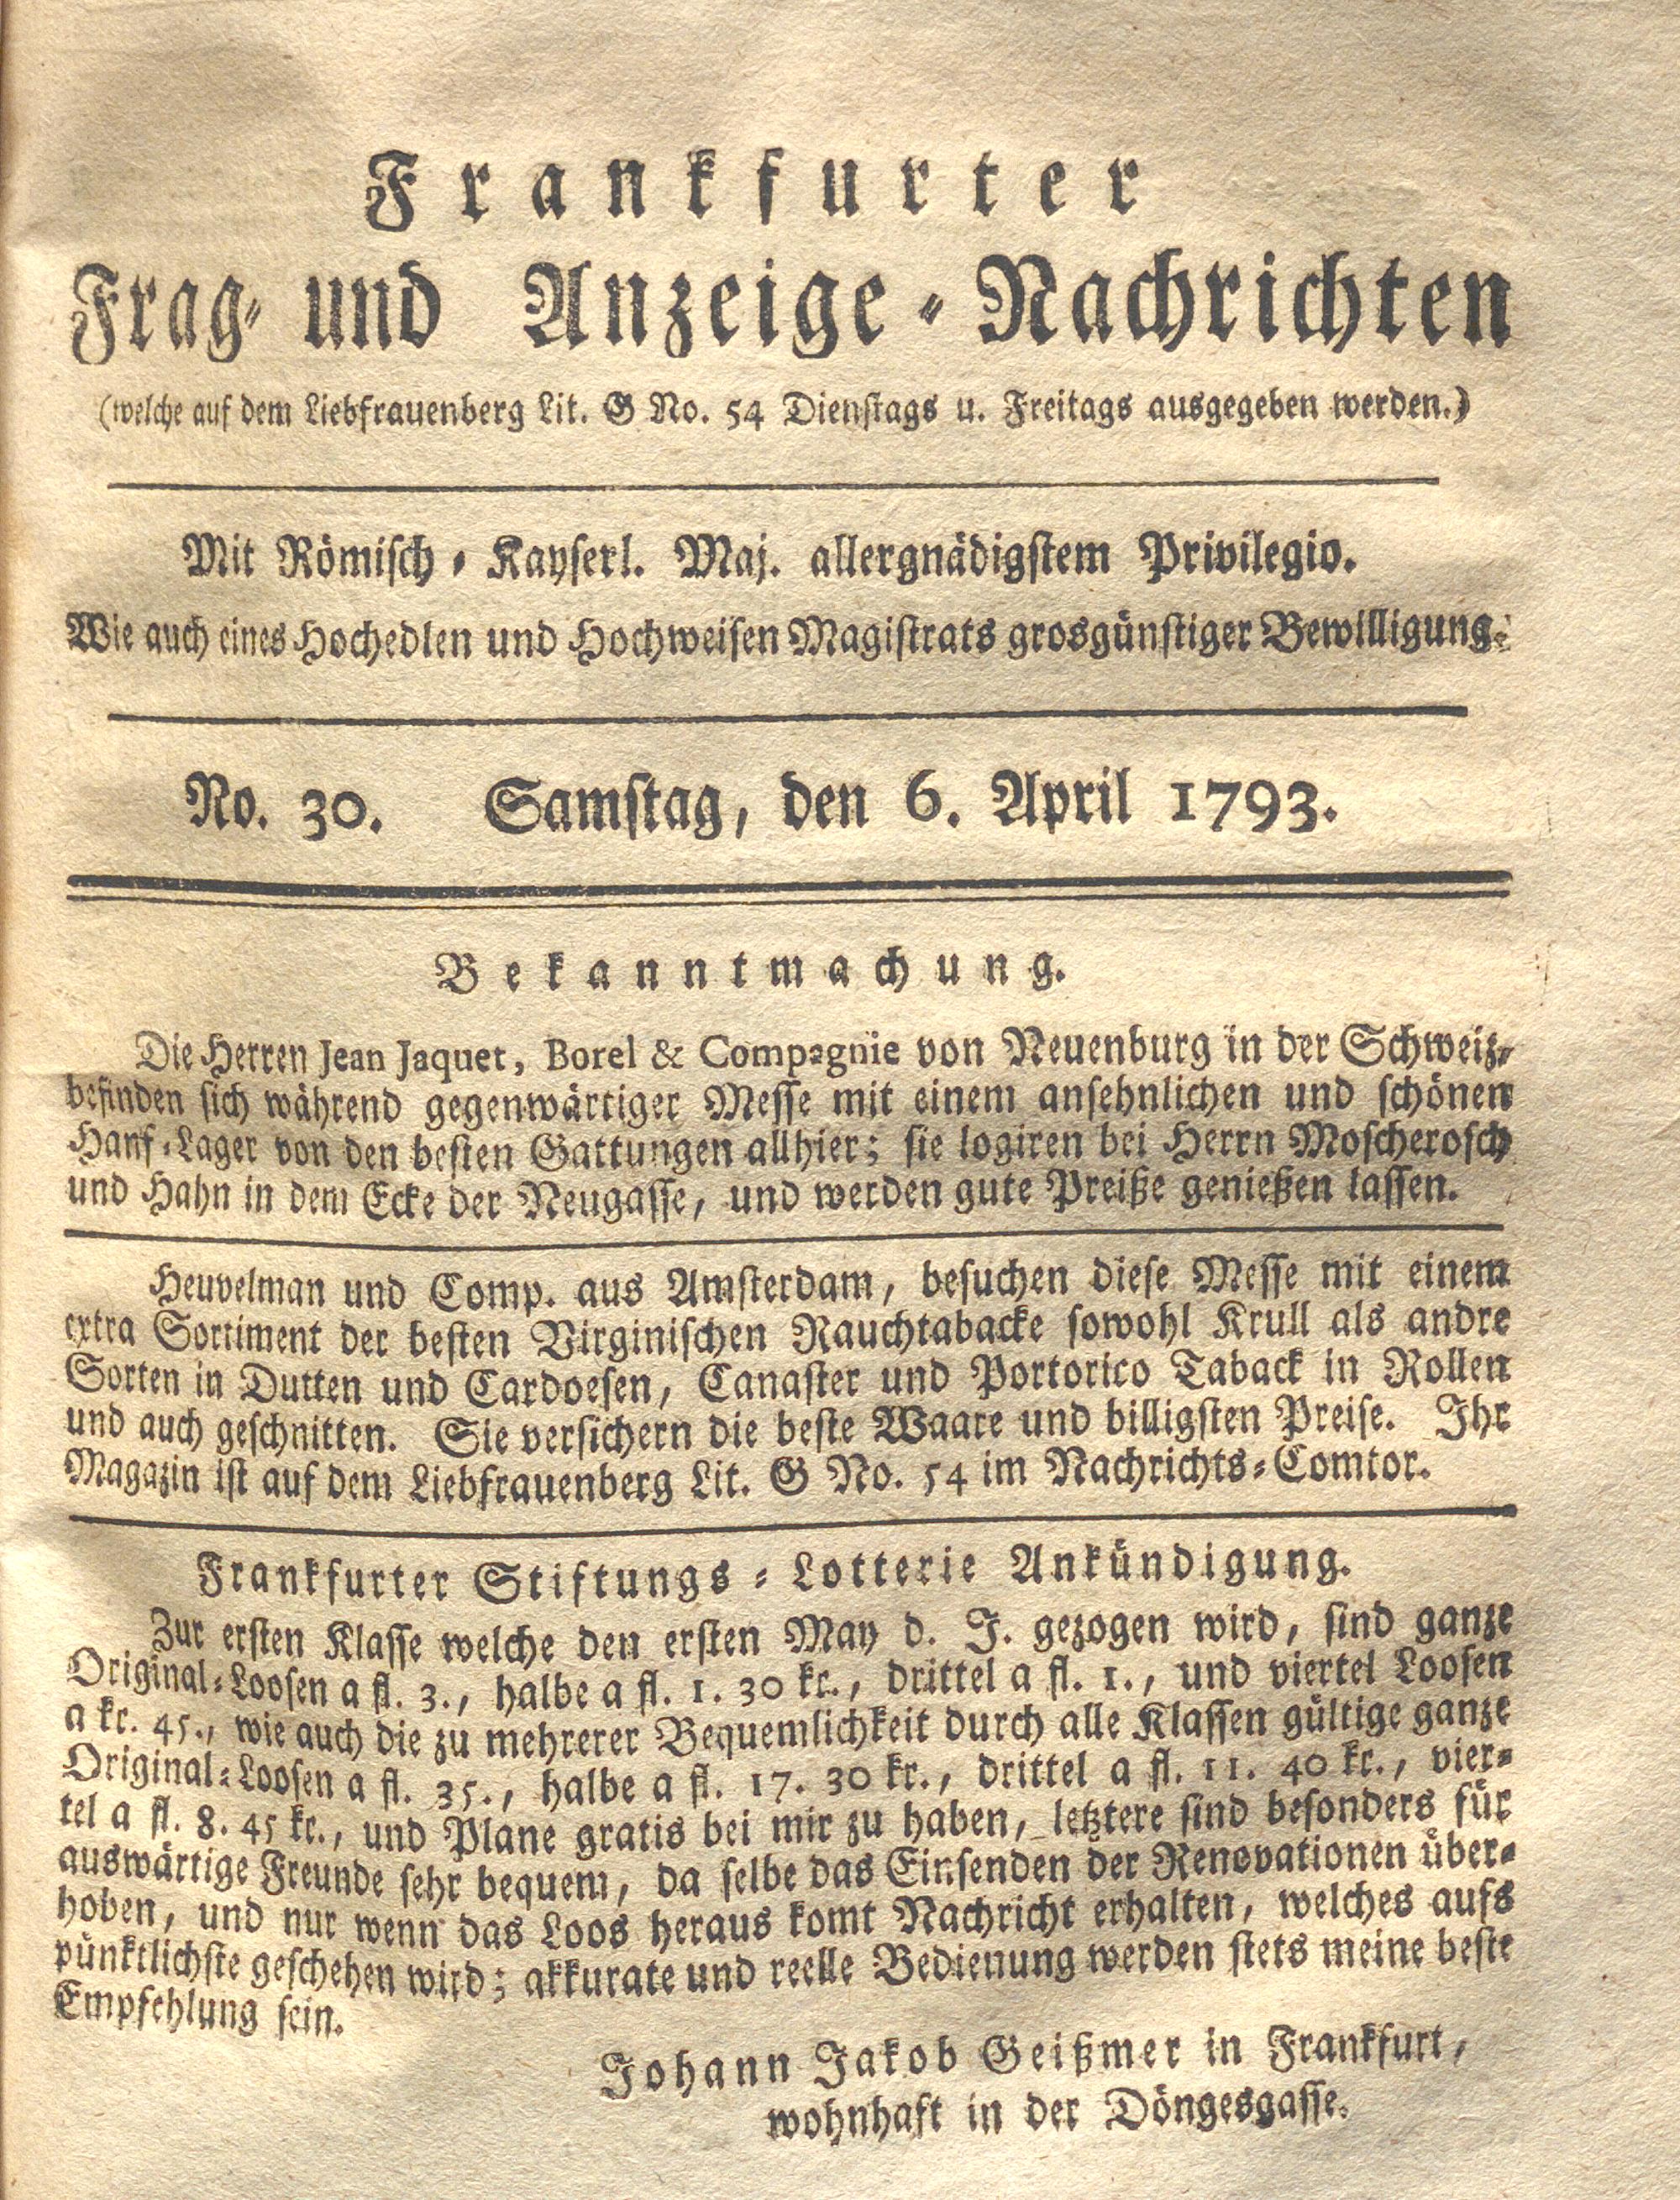 Frankfurter
Frag- und Anzeige-Nachrichten
(welche auf dem Liebfrauenberg Lit. G No. 54 Dienstags u. Freitags ausgegeben werden.)
Mit Römisch-Kayserl. Maj. allergnädigstem Privilegio.
Wie auch eines Hochedlen und Hochweisen Magistrats grosgünstiger Bewilligung.
No. 30. Samstag, den 6. April 1793.
Bekanntmachung.
Die Herren Jean Jaquet, Borel & Compagnie von Neuenburg in der Schweiz,
befinden sich während gegenwärtiger Messe mit einem ansehnlichen und schönen
Hanf-Lager von den besten Gattungen allhier; sie logiren bei Herrn Moscherosch
und Hahn in dem Ecke der Neugasse, und werden gute Preiße genießen lassen.
Heuvelman und Comp. aus Amsterdam, besuchen diese Messe mit einem
extra Sortiment der besten Virginischen Rauchtabacke sowohl Krull als andre
Sorten in Dutten und Cardoesen, Canaster und Portorico Taback in Rollen
und auch geschnitten. Sie versichern die beste Waare und billigsten Preise. Ihr
Magazin ist auf dem Liebfrauenberg Lit. G No. 54 im Nachrichts-Comtor.
Frankfurter Stiftungs-Lotterie Ankündigung.
Zur ersten Klasse welche den ersten May d. J. gezogen wird, sind ganze
Original-Loosen a fl. 3., halbe a fl. 1. 30 kr., drittel a fl. 1., und viertel Loosen
a kr. 45., wie auch die zu mehrerer Bequemlichkeit durch alle Klassen gültige ganze
Original-Loosen a fl. 35., halbe a fl. 17. 30 kr., drittel a fl. 11. 40 kr., vier-
tel a fl. 8. 45 kr., und Plane gratis bei mir zu haben, letztere sind besonders für
auswärtige Freunde sehr bequem, da selbe das Einsenden der Renovationen über-
hoben, und nur wenn das Loos heraus komt Nachricht erhalten, welches aufs
pünktlichste geschehen wird; akkurate und reelle Bedienung werden stets meine beste
Empfehlung sein.
Johann Jakob Geißmer in Frankfurt,
wohnhaft in der Döngesgasse.